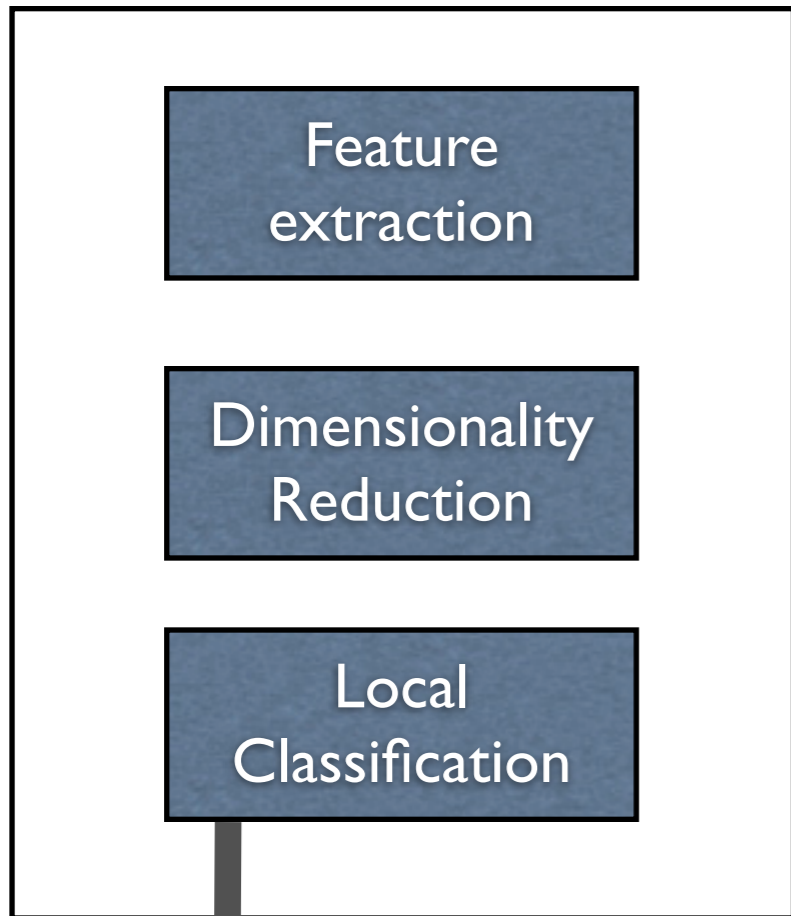 Feature
extraction
Dimensionality
Reduction
Local
Classification